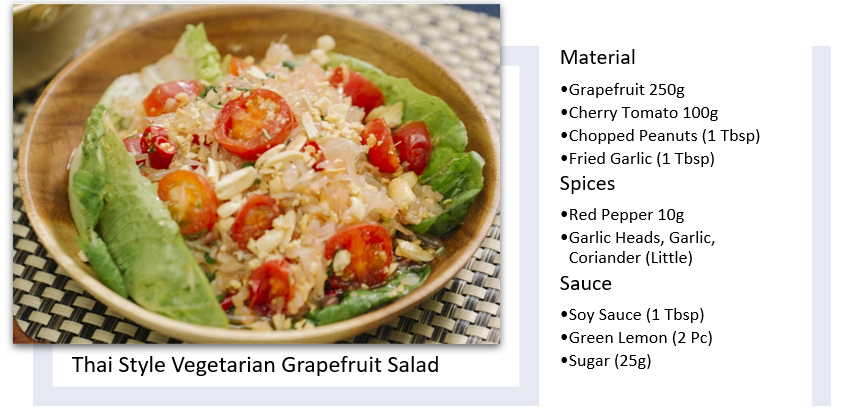 Material
•Grapefruit 250g
•Cherry Tomato 100g
•Chopped Peanuts (1 Tbsp)
•Fried Garlic (1 Tbsp)
Spices
•Red Pepper 10g
•Garlic Heads, Garlic,
Coriander (Little)
Sauce
•Soy Sauce (1 Tbsp)
•Green Lemon (2 Pc)
•Sugar (25g)
Thai Style Vegetarian Grapefruit Salad